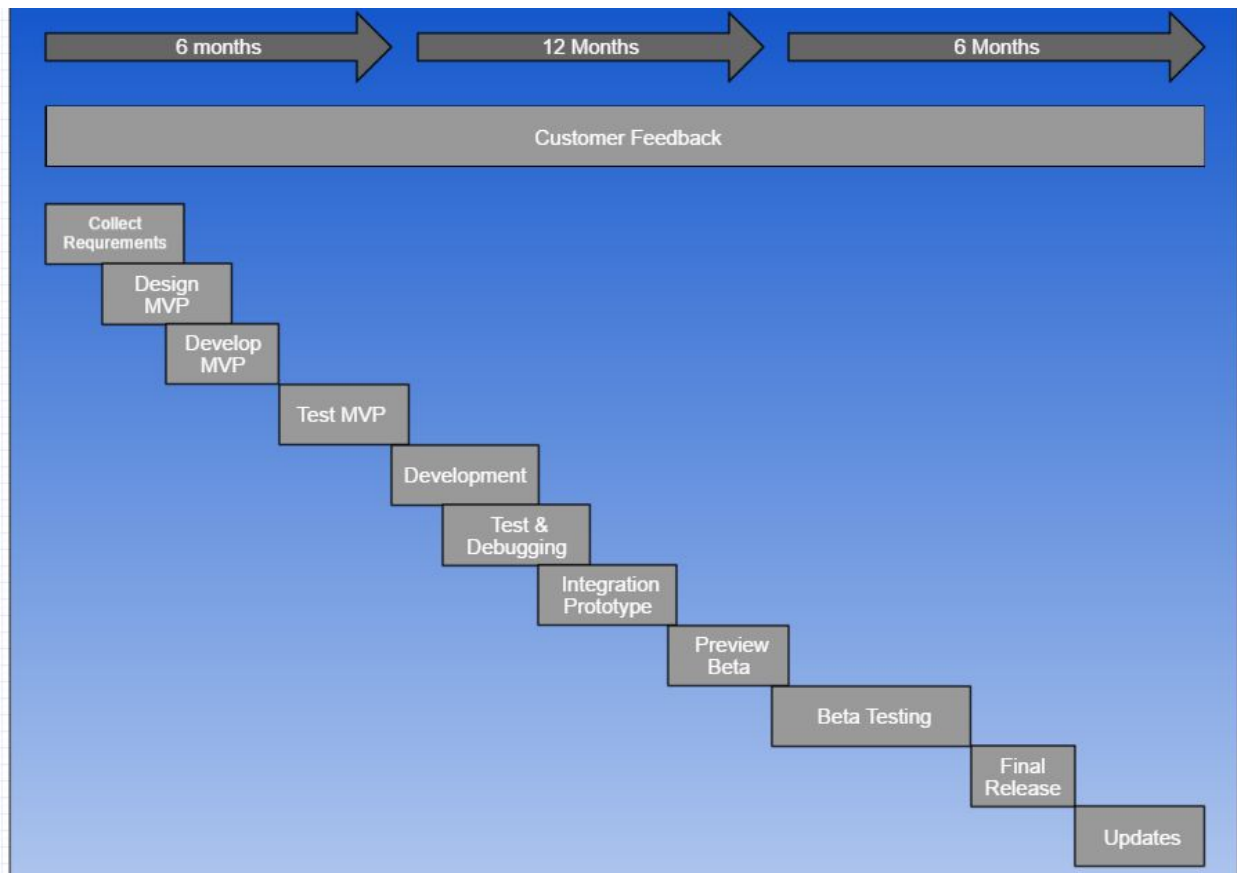 6 months
12 Months
6 Months
Customer Feedback
Collect
Requrements
Design
MVP
Develop
MVP
Test MVP
Development
Test &
Debugging
Integration
Prototype
Preview
Beta
Beta Testing
Final
Release
Updates